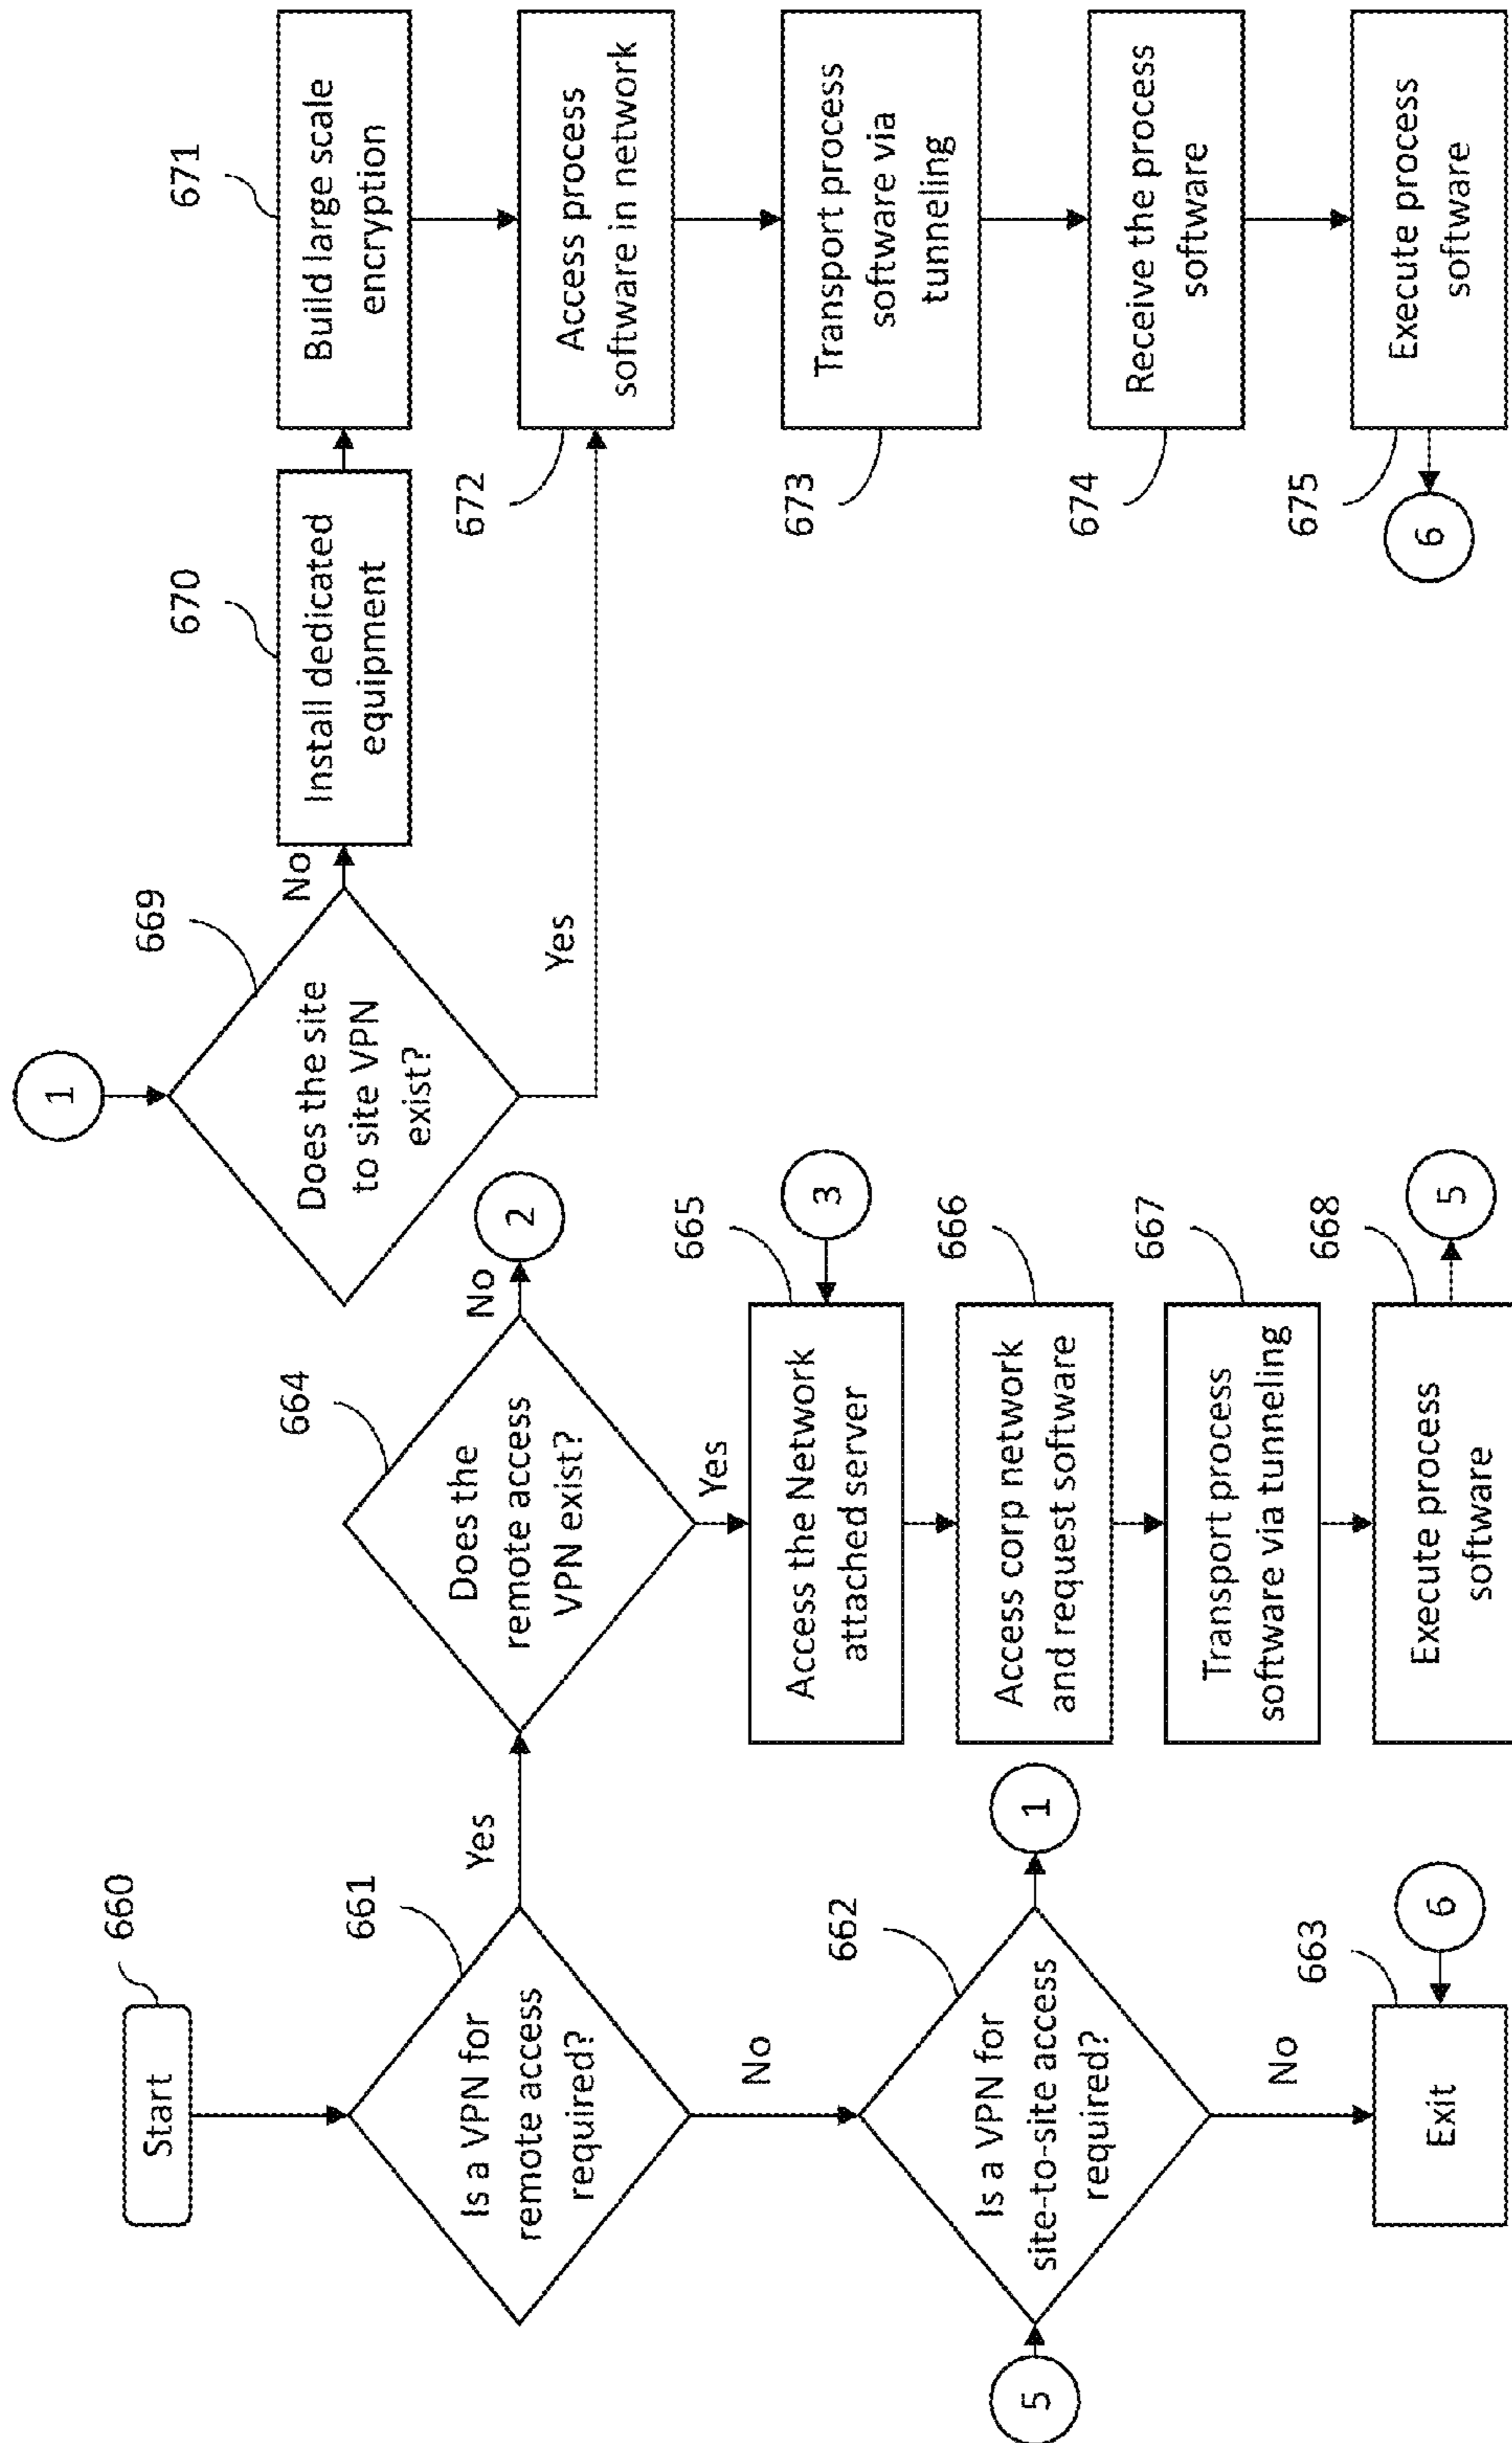 660
Start
661
Is a VPN for
remote access
required?
Yes
No
5
662
Is a VPN for
site-to-site access
required?
1
No
663
Exit
6
664
Does the
remote access
VPN exist?
No
2
Yes
665
Access the Network
attached server
3
666
Access corp network
and request software
667
Transport process
software via tunneling
668
Execute process
software
5
1
669
Does the site
to site VPN
exist?
No
Yes
670
Install dedicated
equipment
671
Build large scale
encryption
672
Access process
software in network
673
Transport process
software via
tunneling
674
Receive the process
software
675
Execute process
software
6